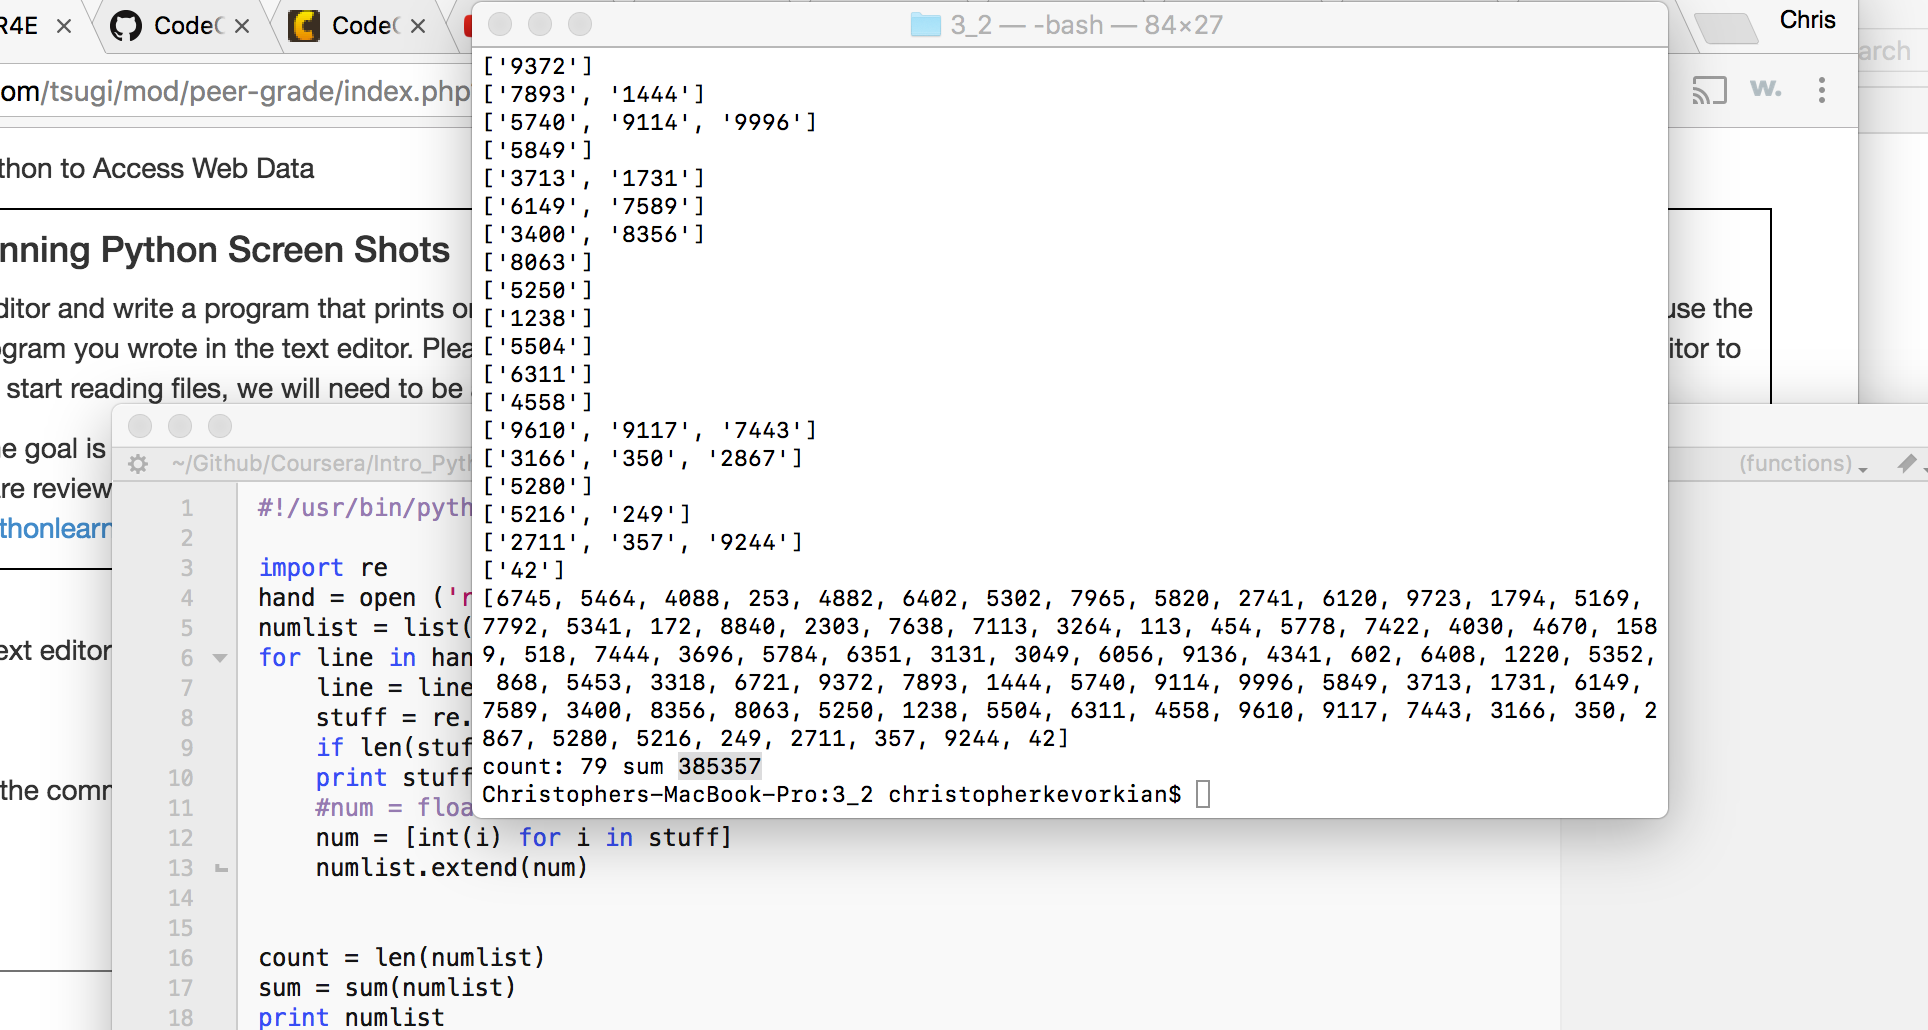 R4E
Code
Code
3_2 — -bash — 84×27
Chris
om/tsugi/mod/peer-grade/index.php
arch
w.
thon to Access Web Data
nning Python Screen Shots
ditor and write a program that prints
use the
gram you wrote in the text editor. Plea
itor to
start reading files, we will need to be
e goal is
re review
thonlearn
ext editor
the comm
['9372']
['7893', '1444']
['5740', '9114', '9996']
['5849']
['3713', '1731']
['6149', '7589']
['3400', '8356']
['8063']
['5250']
['1238']
['5504']
['6311']
['4558']
['9610', '9117', '7443']
['3166', '350', '2867']
['5280']
['5216', '249']
['2711', '357', '9244']
['42']
[6745, 5464, 4088, 253, 4882, 6402, 5302, 7965, 5820, 2741, 6120, 9723, 1794, 5169,
7792, 5341, 172, 8840, 2303, 7638, 7113, 3264, 113, 454, 5778, 7422, 4030, 4670, 158
9, 518, 7444, 3696, 5784, 6351, 3131, 3049, 6056, 9136, 4341, 602, 6408, 1220, 5352,
868, 5453, 3318, 6721, 9372, 7893, 1444, 5740, 9114, 9996, 5849, 3713, 1731, 6149,
7589, 3400, 8356, 8063, 5250, 1238, 5504, 6311, 4558, 9610, 9117, 7443, 3166, 350, 2
867, 5280, 5216, 249, 2711, 357, 9244, 42]
count: 79 sum 385357
Christophers-MacBook-Pro:3_2 christopherkevorkian$
~/Github/Coursera/Intro_Pyth
(functions)
1 #!/usr/bin/pyth
2
3 import re
4 hand = open ('r
5 numlist = list(
6 for line in han
7 line = line
8 stuff = re.
9 if len(stuf
10 print stuff
11 #num = floa
12 num = [int(i) for i in stuff]
13 numlist.extend(num)
14
15
16 count = len(numlist)
17 sum = sum(numlist)
18 print numlist